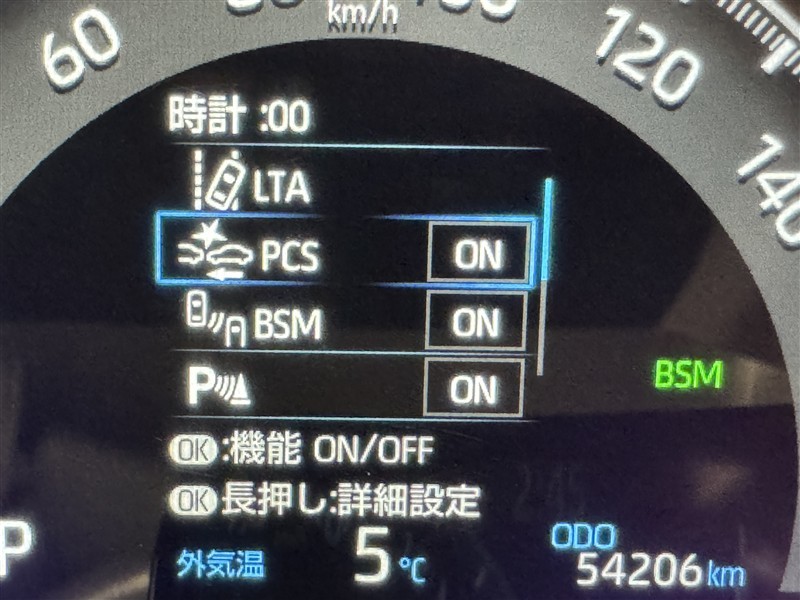 60
km/h
120
140
時計 :00
LTA
PCS ON
BSM ON
BSM
P ON
OK:機能 ON/OFF
OK長押し:詳細設定
P
外気温 5℃
ODO
54206km